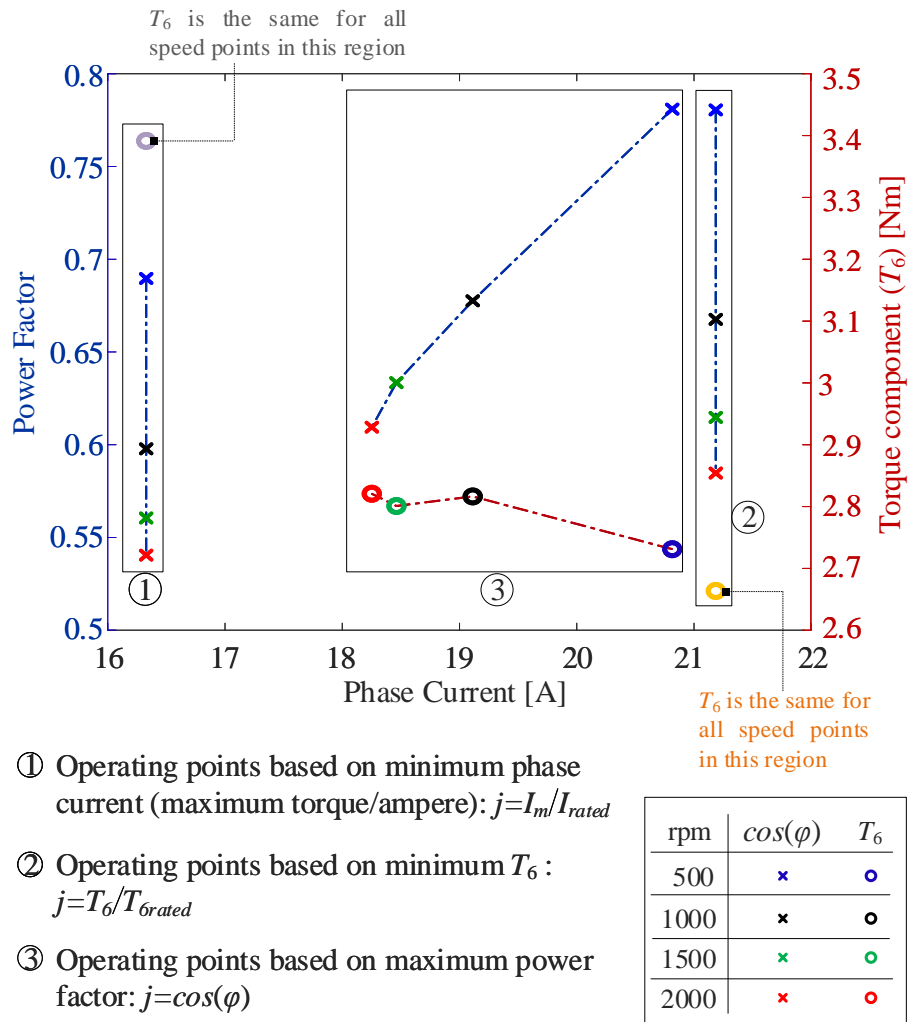 T₆ is the same for all
speed points in this region
0.8
0.75
0.7
0.65
0.6
0.55
0.5
Power Factor
3.5
3.4
3.3
3.2
3.1
3
2.9
2.8
2.7
2.6
Torque component (T₆) [Nm]
① ③ ②
16 17 18 19 20 21 22
Phase Current [A]
T₆ is the same for
all speed points
in this region
① Operating points based on minimum phase
current (maximum torque/ampere): j=I_m/I_rated
② Operating points based on minimum T₆ :
j=T₆/T_6rated
③ Operating points based on maximum power
factor: j=cos(φ)
rpm cos(φ) T₆
500
1000
1500
2000